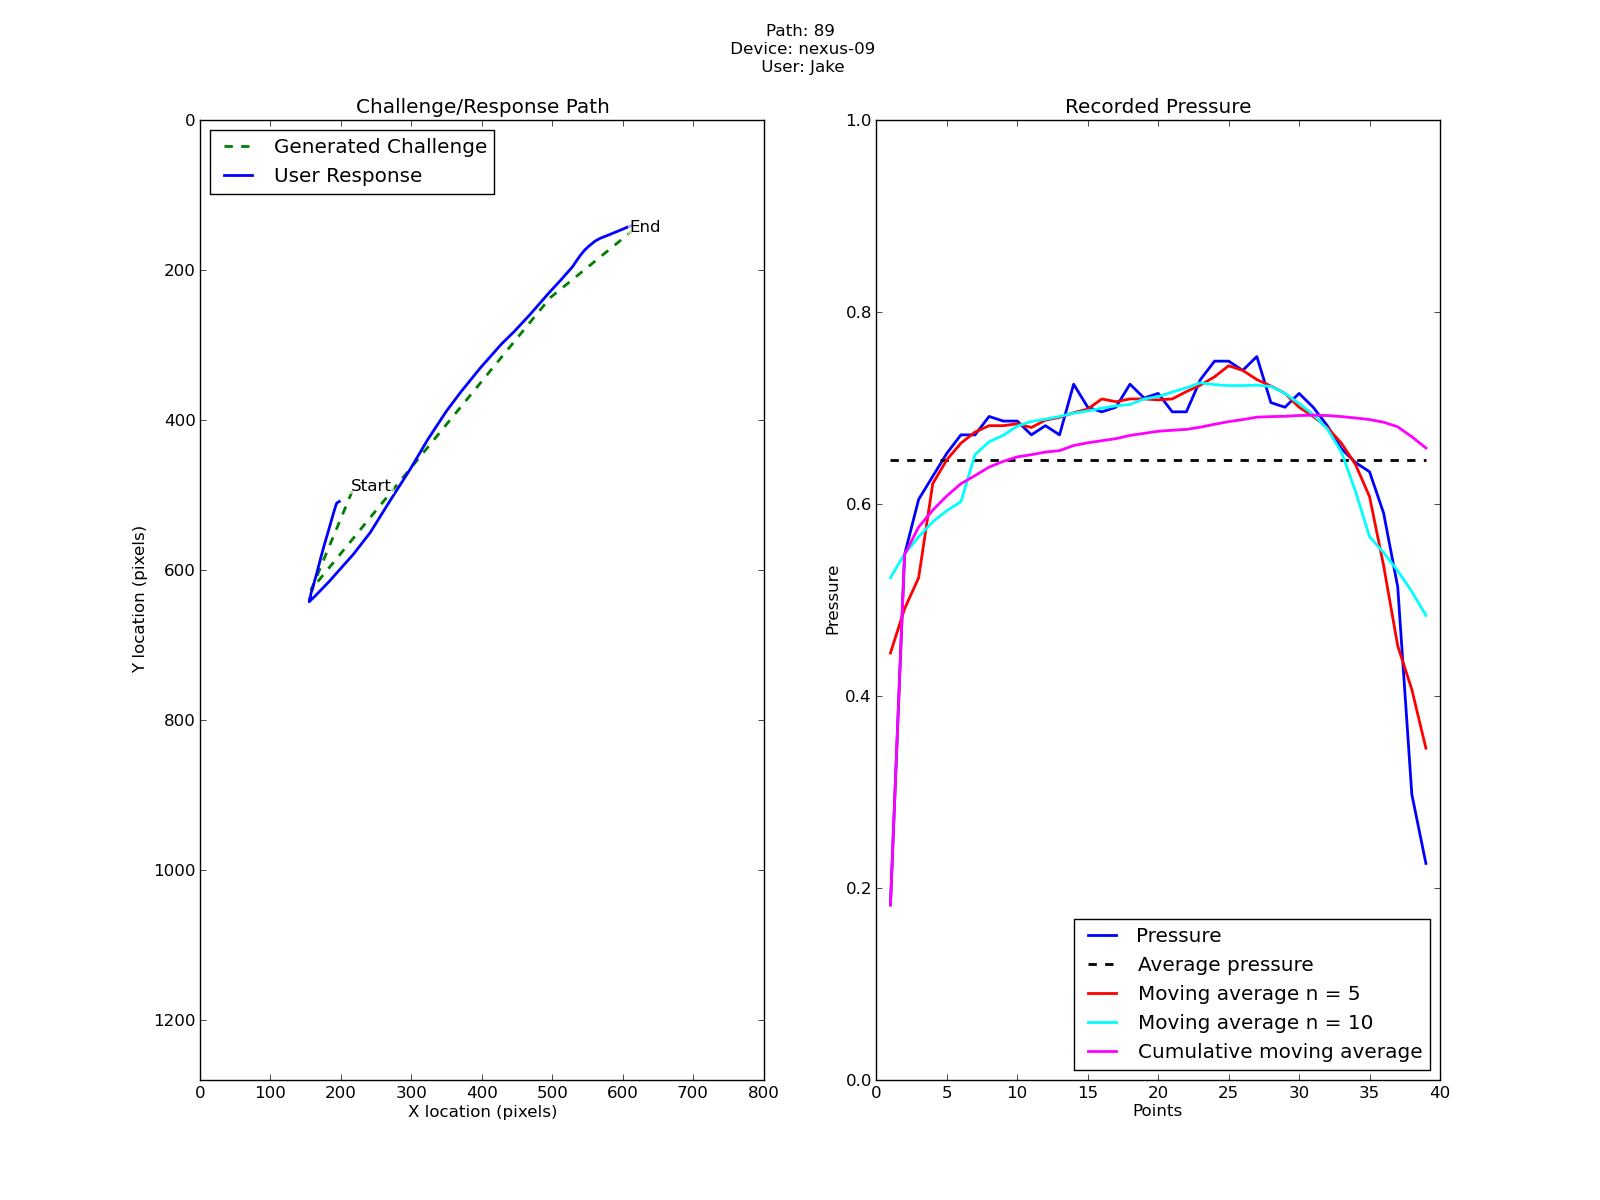 Path: 89
Device: nexus-09
User: Jake
Challenge/Response Path
Generated Challenge
User Response
End
Start
0
200
400
600
800
1000
1200
Y location (pixels)
0 100 200 300 400 500 600 700 800
X location (pixels)
Recorded Pressure
1.0
0.8
0.6
0.4
0.2
0.0
Pressure
Pressure
Average pressure
Moving average n = 5
Moving average n = 10
Cumulative moving average
0 5 10 15 20 25 30 35 40
Points